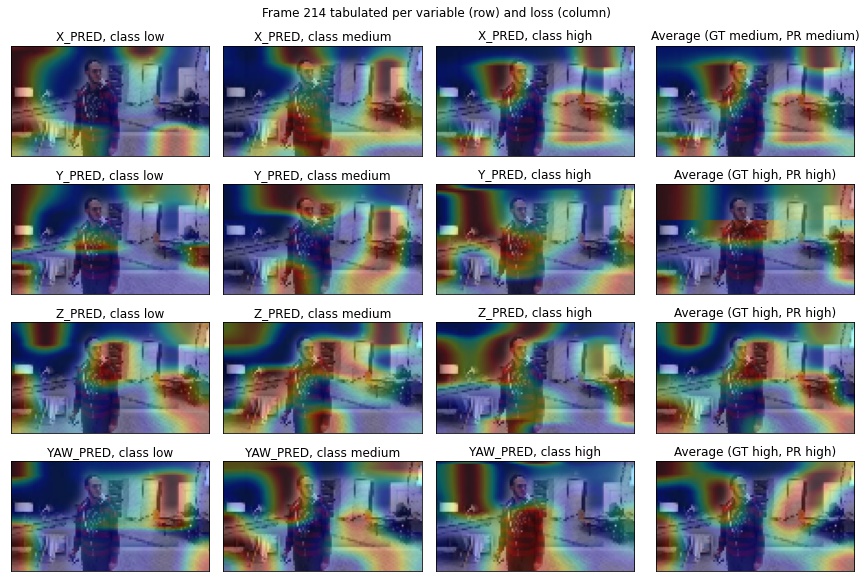 Frame 214 tabulated per variable (row) and loss (column)
X_PRED, class low
X_PRED, class medium
X_PRED, class high
Average (GT medium, PR medium)
Y_PRED, class low
Y_PRED, class medium
Y_PRED, class high
Average (GT high, PR high)
Z_PRED, class low
Z_PRED, class medium
Z_PRED, class high
Average (GT high, PR high)
YAW_PRED, class low
YAW_PRED, class medium
YAW_PRED, class high
Average (GT high, PR high)